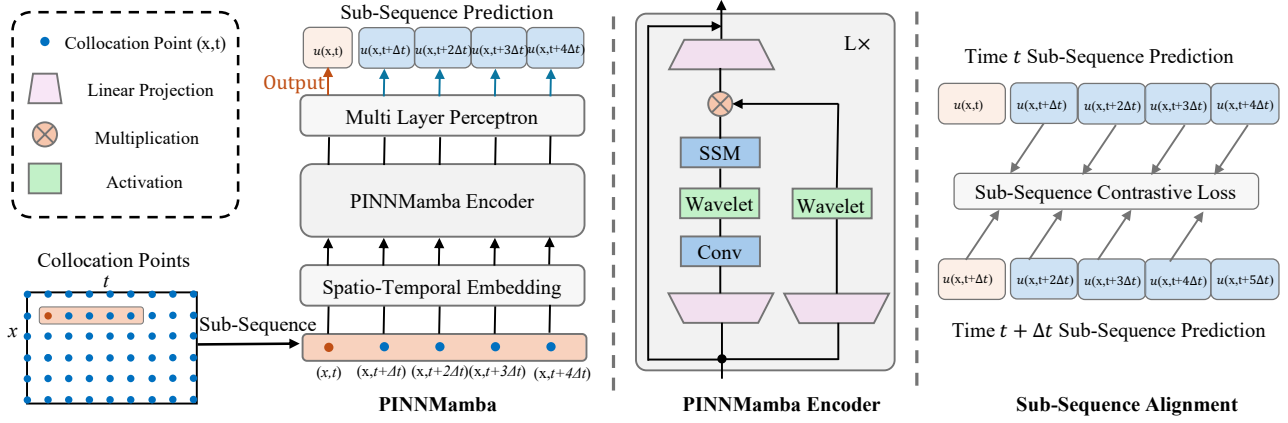 Collocation Point (x,t)
Linear Projection
Multiplication
Activation
Collocation Points
t
x
Sub-Sequence
Sub-Sequence Prediction
u(x,t) u(x,t+Δt) u(x,t+2Δt) u(x,t+3Δt) u(x,t+4Δt)
Output
Multi Layer Perceptron
PINNMamba Encoder
Spatio-Temporal Embedding
(x,t) (x,t+Δt) (x,t+2Δt) (x,t+3Δt) (x,t+4Δt)
PINNMamba
L×
SSM
Wavelet
Wavelet
Conv
PINNMamba Encoder
Time t Sub-Sequence Prediction
u(x,t) u(x,t+Δt) u(x,t+2Δt) u(x,t+3Δt) u(x,t+4Δt)
Sub-Sequence Contrastive Loss
u(x,t+Δt) u(x,t+2Δt) u(x,t+3Δt) u(x,t+4Δt) u(x,t+5Δt)
Time t + Δt Sub-Sequence Prediction
Sub-Sequence Alignment